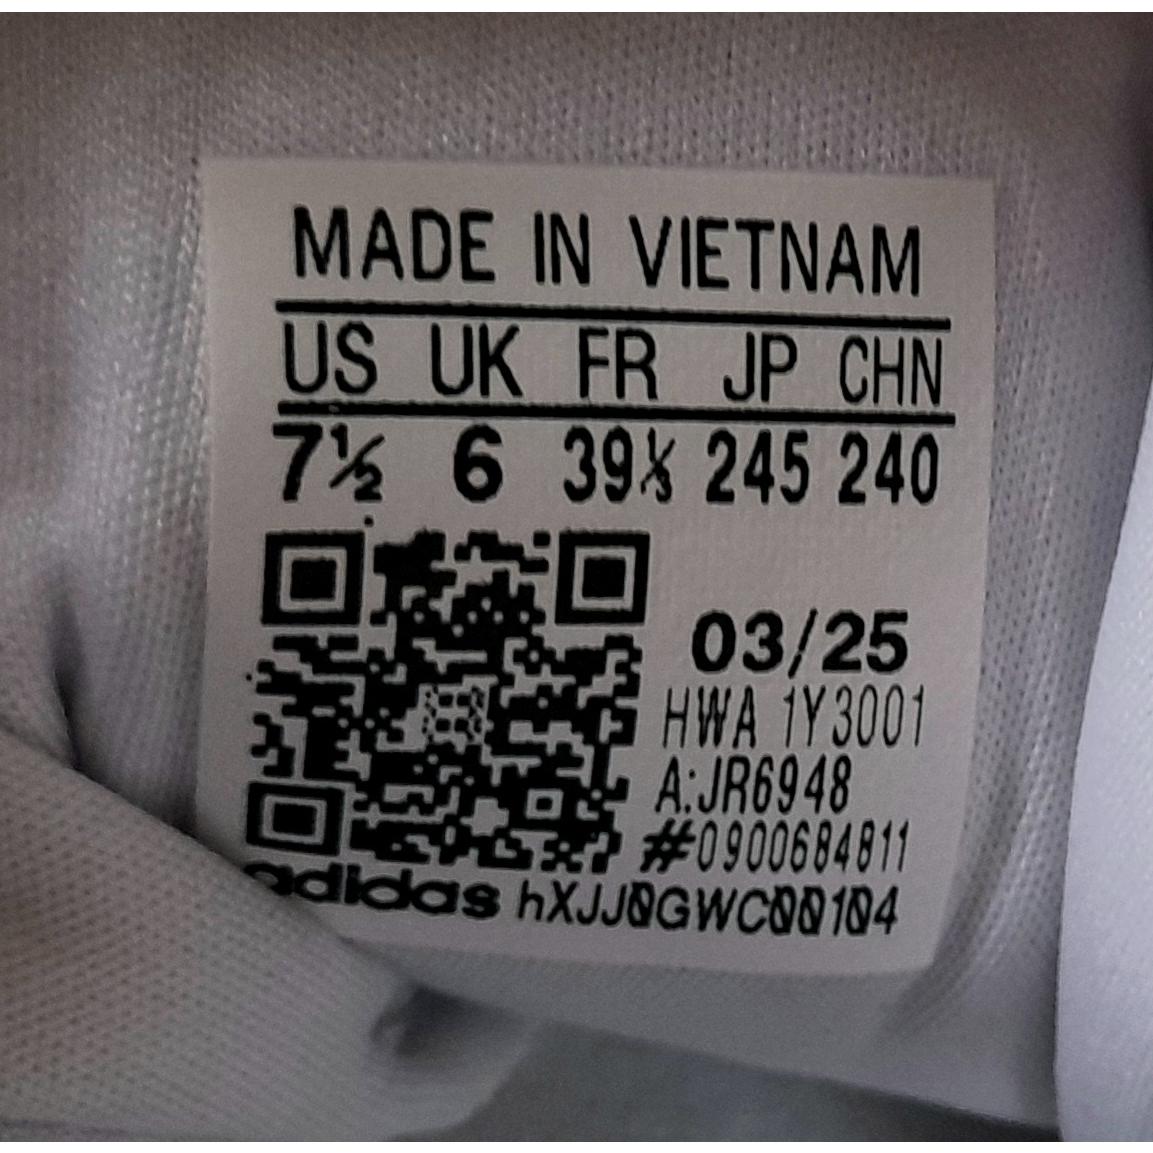 MADE IN VIETNAM
US UK FR JP CHN
7½ 6 39⅓ 245 240
03/25
HWA 1Y3001
A:JR6948
#0900684811
adidas hXJJ0GWC00104